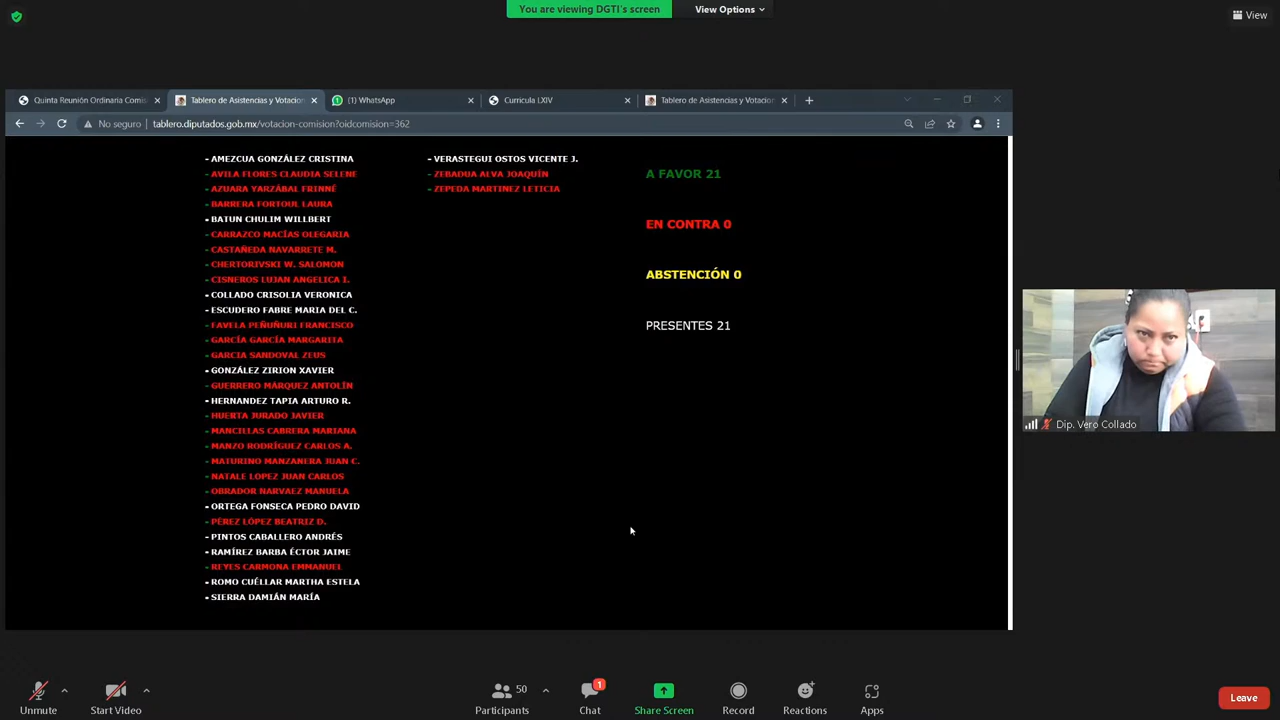 You are viewing DGTI's screen
View Options
View
Quinta Reunión Ordinaria Comi
Tablero de Asistencias y Votacion
(1) WhatsApp
Curricula LXIV
Tablero de Asistencias y Votacion
No seguro
tablero.diputados.gob.mx/votacion-comision?oidcomision=362
- AMEZCUA GONZÁLEZ CRISTINA
- AVILA FLORES CLAUDIA SELENE
- AZUARA YARZÁBAL FRINNÉ
- BARRERA FORTOUL LAURA
- BATUN CHULIM WILLBERT
- CARRAZCO MACÍAS OLEGARIA
- CASTAÑEDA NAVARRETE M.
- CHERTORIVSKI W. SALOMON
- CISNEROS LUJAN ANGELICA I.
- COLLADO CRISOLIA VERONICA
- ESCUDERO FABRE MARIA DEL C.
- FAVELA PEÑUÑURI FRANCISCO
- GARCÍA GARCÍA MARGARITA
- GARCIA SANDOVAL ZEUS
- GONZÁLEZ ZIRION XAVIER
- GUERRERO MÁRQUEZ ANTOLÍN
- HERNANDEZ TAPIA ARTURO R.
- HUERTA JURADO JAVIER
- MANCILLAS CABRERA MARIANA
- MANZO RODRÍGUEZ CARLOS A.
- MATURINO MANZANERA JUAN C.
- NATALE LOPEZ JUAN CARLOS
- OBRADOR NARVAEZ MANUELA
- ORTEGA FONSECA PEDRO DAVID
- PÉREZ LÓPEZ BEATRIZ D.
- PINTOS CABALLERO ANDRÉS
- RAMÍREZ BARBA ÉCTOR JAIME
- REYES CARMONA EMMANUEL
- ROMO CUÉLLAR MARTHA ESTELA
- SIERRA DAMIÁN MARÍA
- VERASTEGUI OSTOS VICENTE J.
- ZEBADUA ALVA JOAQUÍN
- ZEPEDA MARTINEZ LETICIA
A FAVOR 21
EN CONTRA 0
ABSTENCIÓN 0
PRESENTES 21
Dip. Vero Collado
Unmute
Start Video
50
Participants
1
Chat
Share Screen
Record
Reactions
Apps
Leave